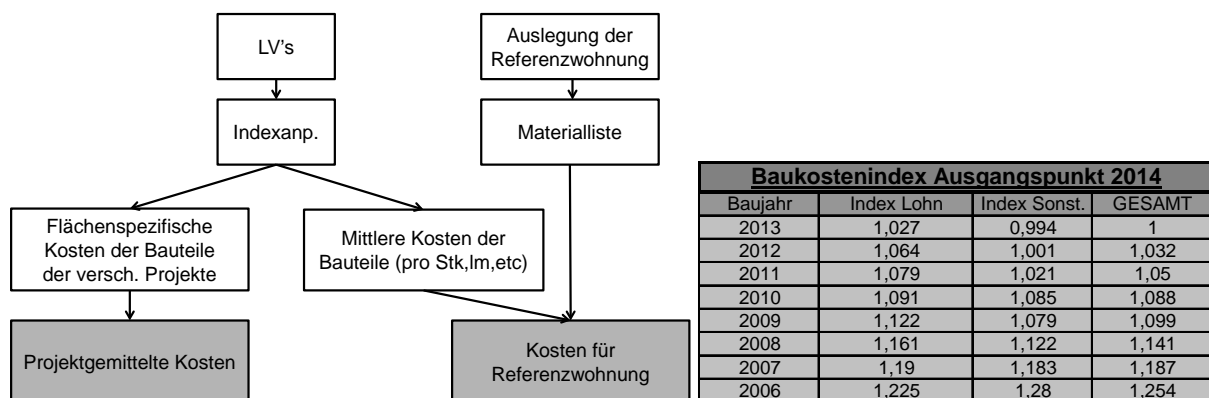 LV's
Auslegung der
Referenzwohnung
Indexanp.
Materialliste
Flächenspezifische
Kosten der Bauteile
der versch. Projekte
Mittlere Kosten der
Bauteile (pro Stk,lm,etc)
Projektgemittelte Kosten
Kosten für
Referenzwohnung
Baukostenindex Ausgangspunkt 2014
Baujahr Index Lohn Index Sonst. GESAMT
2013 1,027 0,994 1
2012 1,064 1,001 1,032
2011 1,079 1,021 1,05
2010 1,091 1,085 1,088
2009 1,122 1,079 1,099
2008 1,161 1,122 1,141
2007 1,19 1,183 1,187
2006 1,225 1,28 1,254